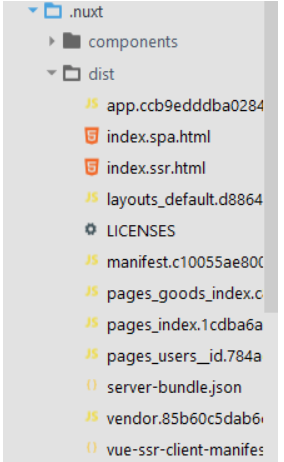 .nuxt
components
dist
app.ccb9edddba0284
index.spa.html
index.ssr.html
layouts_default.d8864
LICENSES
manifest.c10055ae800
pages_goods_index.c
pages_index.1cdba6a
pages_users__id.784a
server-bundle.json
vendor.85b60c5dab6
vue-ssr-client-manifes